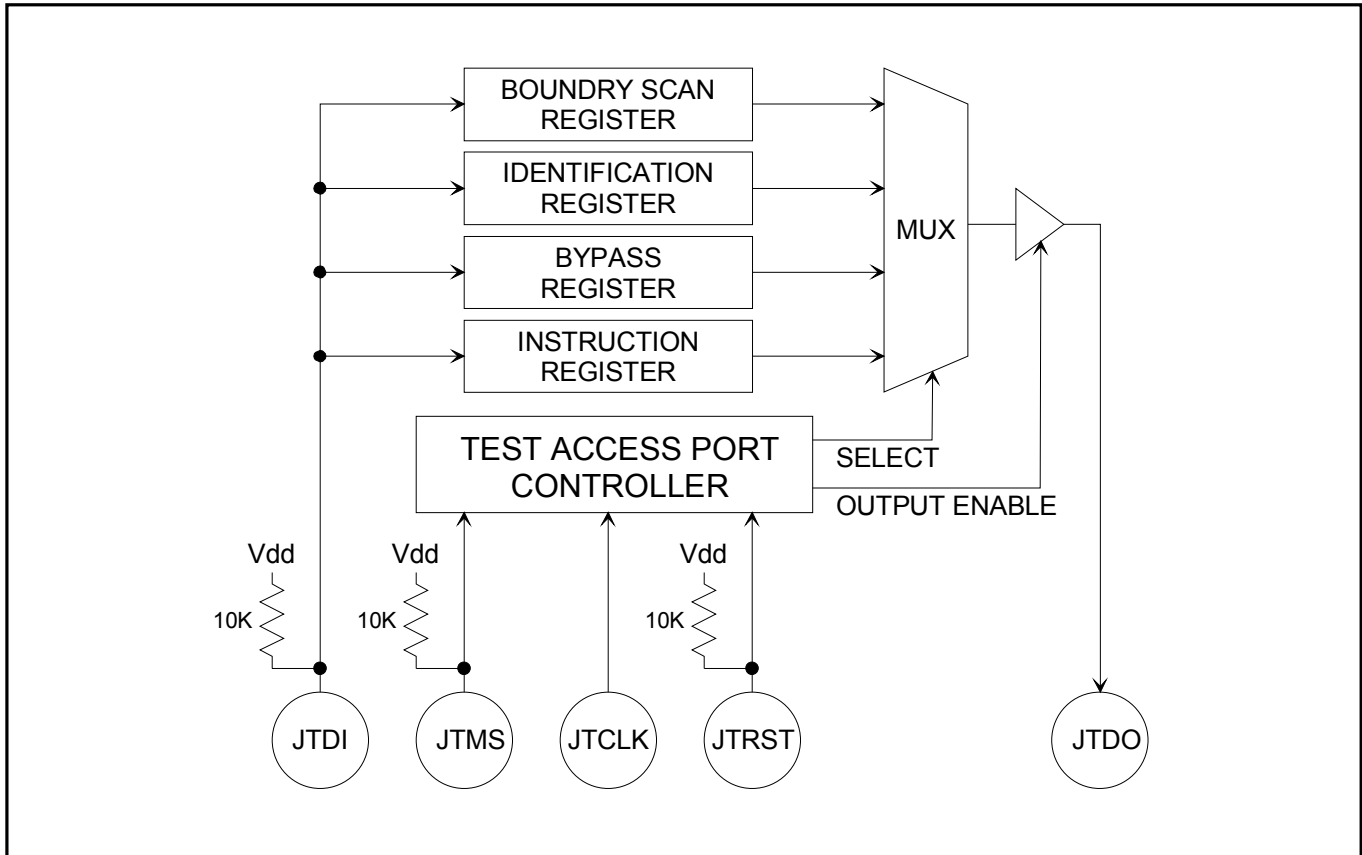 BOUNDRY SCAN
REGISTER
IDENTIFICATION
REGISTER
BYPASS
REGISTER
INSTRUCTION
REGISTER
MUX
TEST ACCESS PORT
CONTROLLER
SELECT
OUTPUT ENABLE
Vdd
10K
Vdd
10K
Vdd
10K
JTDI
JTMS
JTCLK
JTRST
JTDO